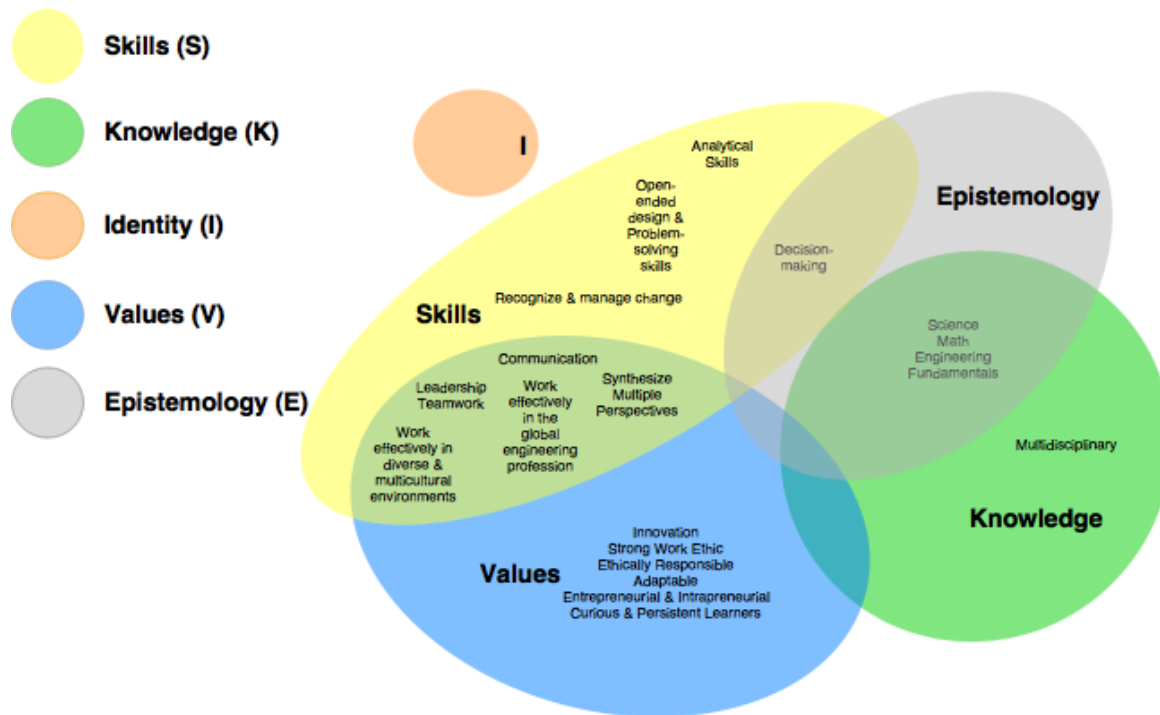 Skills (S)
Knowledge (K)
Identity (I)
Values (V)
Epistemology (E)
I
Analytical
Skills
Open-
ended
design &
Problem-
solving
skills
Recognize & manage change
Skills
Epistemology
Decision-
making
Science
Math
Engineering
Fundamentals
Communication
Leadership
Teamwork
Work
effectively
in the
global
engineering
profession
Synthesize
Multiple
Perspectives
Work
effectively in
diverse &
multicultural
environments
Multidisciplinary
Knowledge
Values
Innovation
Strong Work Ethic
Ethically Responsible
Adaptable
Entrepreneurial & Intrapreneurial
Curious & Persistent Learners